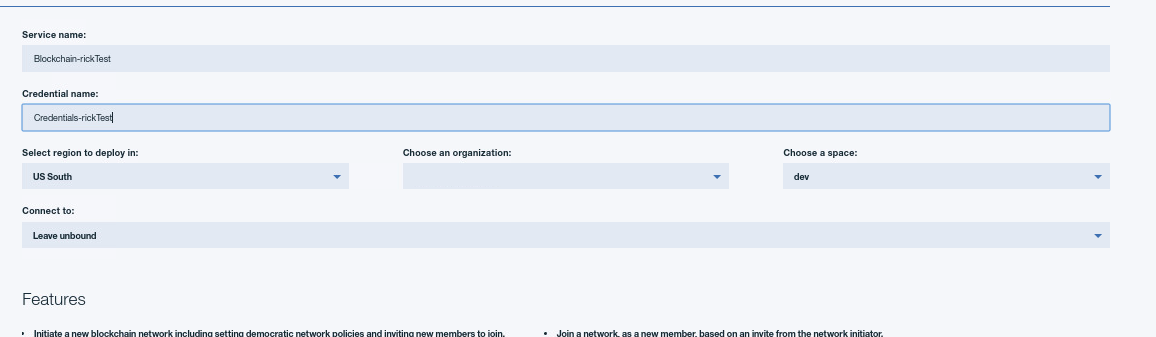 Service name:
Blockchain-rickTest
Credential name:
Credentials-rickTest
Select region to deploy in: Choose an organization: Choose a space:
US South dev
Connect to:
Leave unbound
Features
• Initiate a new blockchain network including setting democratic network policies and inviting new members to join. • Join a network, as a new member, based on an invite from the network initiator.